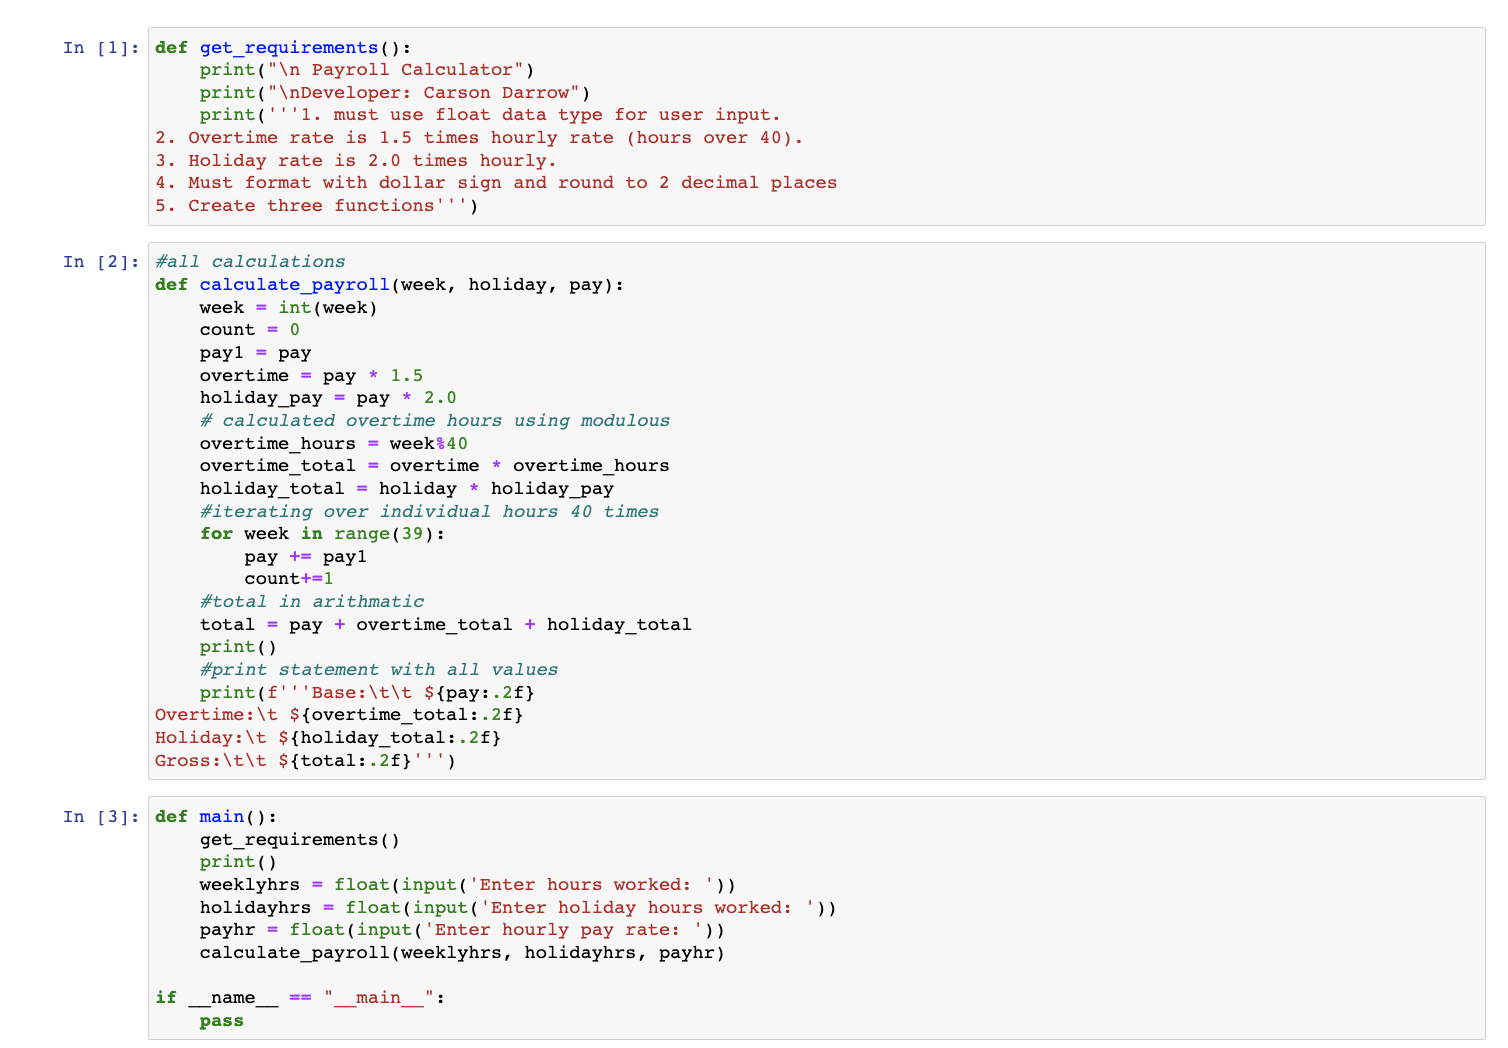 In [1]: def get_requirements():
    print("\n Payroll Calculator")
    print("\nDeveloper: Carson Darrow")
    print('''1. must use float data type for user input.
2. Overtime rate is 1.5 times hourly rate (hours over 40).
3. Holiday rate is 2.0 times hourly.
4. Must format with dollar sign and round to 2 decimal places
5. Create three functions''')
In [2]: #all calculations
def calculate_payroll(week, holiday, pay):
    week = int(week)
    count = 0
    pay1 = pay
    overtime = pay * 1.5
    holiday_pay = pay * 2.0
    # calculated overtime hours using modulous
    overtime_hours = week%40
    overtime_total = overtime * overtime_hours
    holiday_total = holiday * holiday_pay
    #iterating over individual hours 40 times
    for week in range(39):
        pay += pay1
        count+=1
    #total in arithmatic
    total = pay + overtime_total + holiday_total
    print()
    #print statement with all values
    print(f'''Base:\t\t ${pay:.2f}
Overtime:\t ${overtime_total:.2f}
Holiday:\t ${holiday_total:.2f}
Gross:\t\t ${total:.2f}''')
In [3]: def main():
    get_requirements()
    print()
    weeklyhrs = float(input('Enter hours worked: '))
    holidayhrs = float(input('Enter holiday hours worked: '))
    payhr = float(input('Enter hourly pay rate: '))
    calculate_payroll(weeklyhrs, holidayhrs, payhr)
if __name__ == "__main__":
    pass